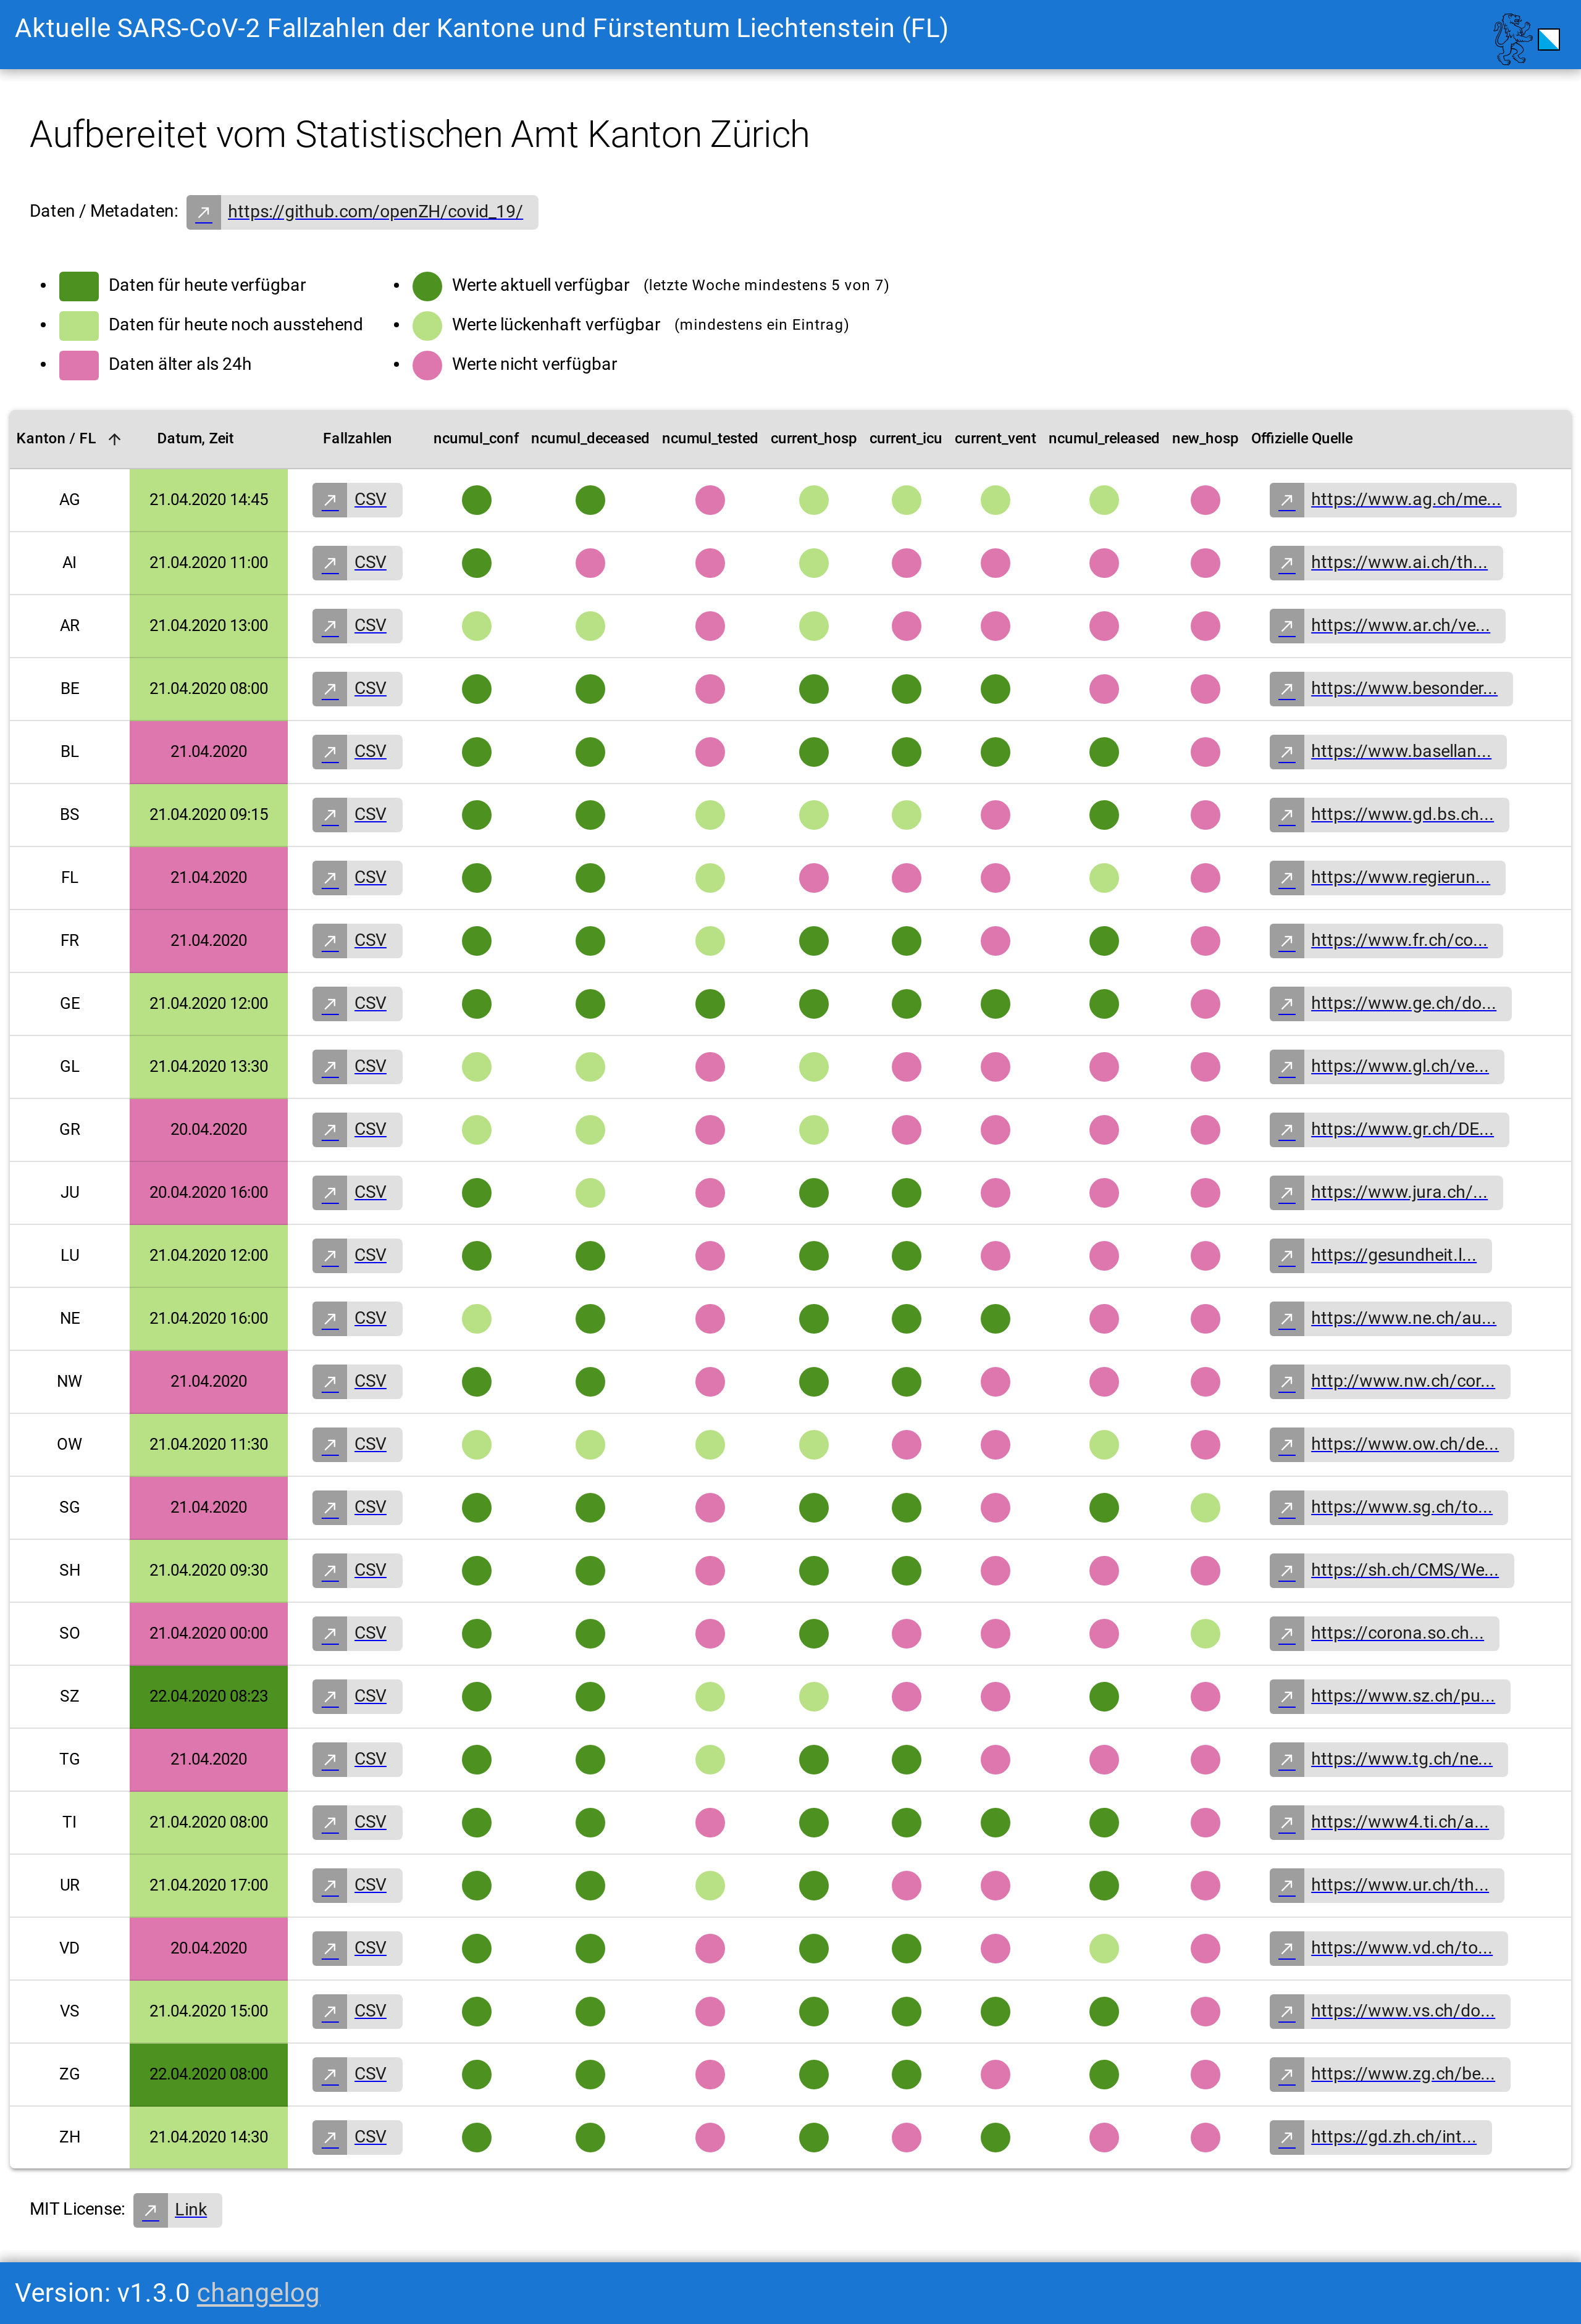 Aktuelle SARS-CoV-2 Fallzahlen der Kantone und Fürstentum Liechtenstein (FL)
Aufbereitet vom Statistischen Amt Kanton Zürich
Daten / Metadaten: https://github.com/openZH/covid_19/
Daten für heute verfügbar
Daten für heute noch ausstehend
Daten älter als 24h
Werte aktuell verfügbar (letzte Woche mindestens 5 von 7)
Werte lückenhaft verfügbar (mindestens ein Eintrag)
Werte nicht verfügbar
Kanton / FL Datum, Zeit Fallzahlen ncumul_conf ncumul_deceased ncumul_tested current_hosp current_icu current_vent ncumul_released new_hosp Offizielle Quelle
AG 21.04.2020 14:45 CSV https://www.ag.ch/me...
AI 21.04.2020 11:00 CSV https://www.ai.ch/th...
AR 21.04.2020 13:00 CSV https://www.ar.ch/ve...
BE 21.04.2020 08:00 CSV https://www.besonder...
BL 21.04.2020 CSV https://www.basellan...
BS 21.04.2020 09:15 CSV https://www.gd.bs.ch...
FL 21.04.2020 CSV https://www.regierun...
FR 21.04.2020 CSV https://www.fr.ch/co...
GE 21.04.2020 12:00 CSV https://www.ge.ch/do...
GL 21.04.2020 13:30 CSV https://www.gl.ch/ve...
GR 20.04.2020 CSV https://www.gr.ch/DE...
JU 20.04.2020 16:00 CSV https://www.jura.ch/...
LU 21.04.2020 12:00 CSV https://gesundheit.l...
NE 21.04.2020 16:00 CSV https://www.ne.ch/au...
NW 21.04.2020 CSV http://www.nw.ch/cor...
OW 21.04.2020 11:30 CSV https://www.ow.ch/de...
SG 21.04.2020 CSV https://www.sg.ch/to...
SH 21.04.2020 09:30 CSV https://sh.ch/CMS/We...
SO 21.04.2020 00:00 CSV https://corona.so.ch...
SZ 22.04.2020 08:23 CSV https://www.sz.ch/pu...
TG 21.04.2020 CSV https://www.tg.ch/ne...
TI 21.04.2020 08:00 CSV https://www4.ti.ch/a...
UR 21.04.2020 17:00 CSV https://www.ur.ch/th...
VD 20.04.2020 CSV https://www.vd.ch/to...
VS 21.04.2020 15:00 CSV https://www.vs.ch/do...
ZG 22.04.2020 08:00 CSV https://www.zg.ch/be...
ZH 21.04.2020 14:30 CSV https://gd.zh.ch/int...
MIT License: Link
Version: v1.3.0 changelog